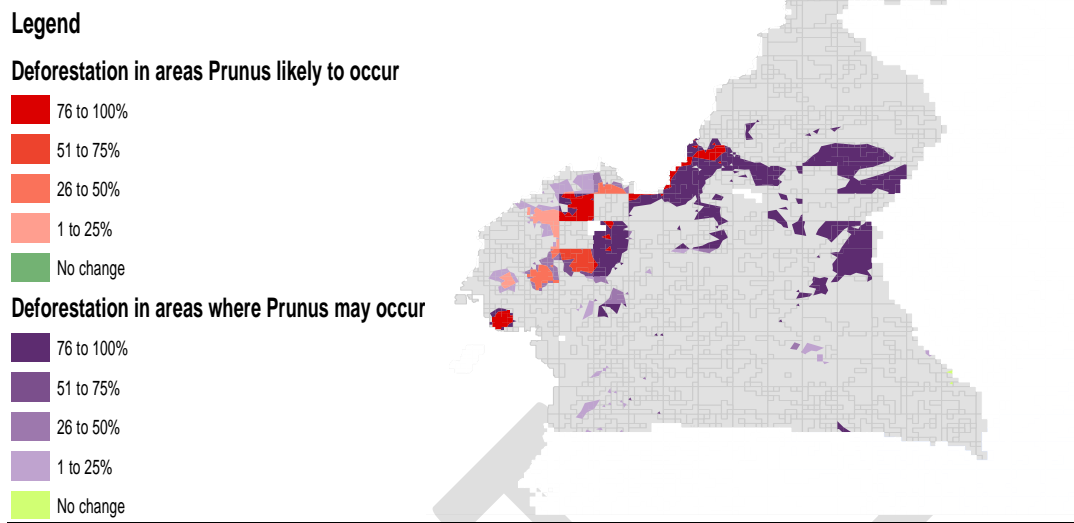 Legend
Deforestation in areas Prunus likely to occur
76 to 100%
51 to 75%
26 to 50%
1 to 25%
No change
Deforestation in areas where Prunus may occur
76 to 100%
51 to 75%
26 to 50%
1 to 25%
No change